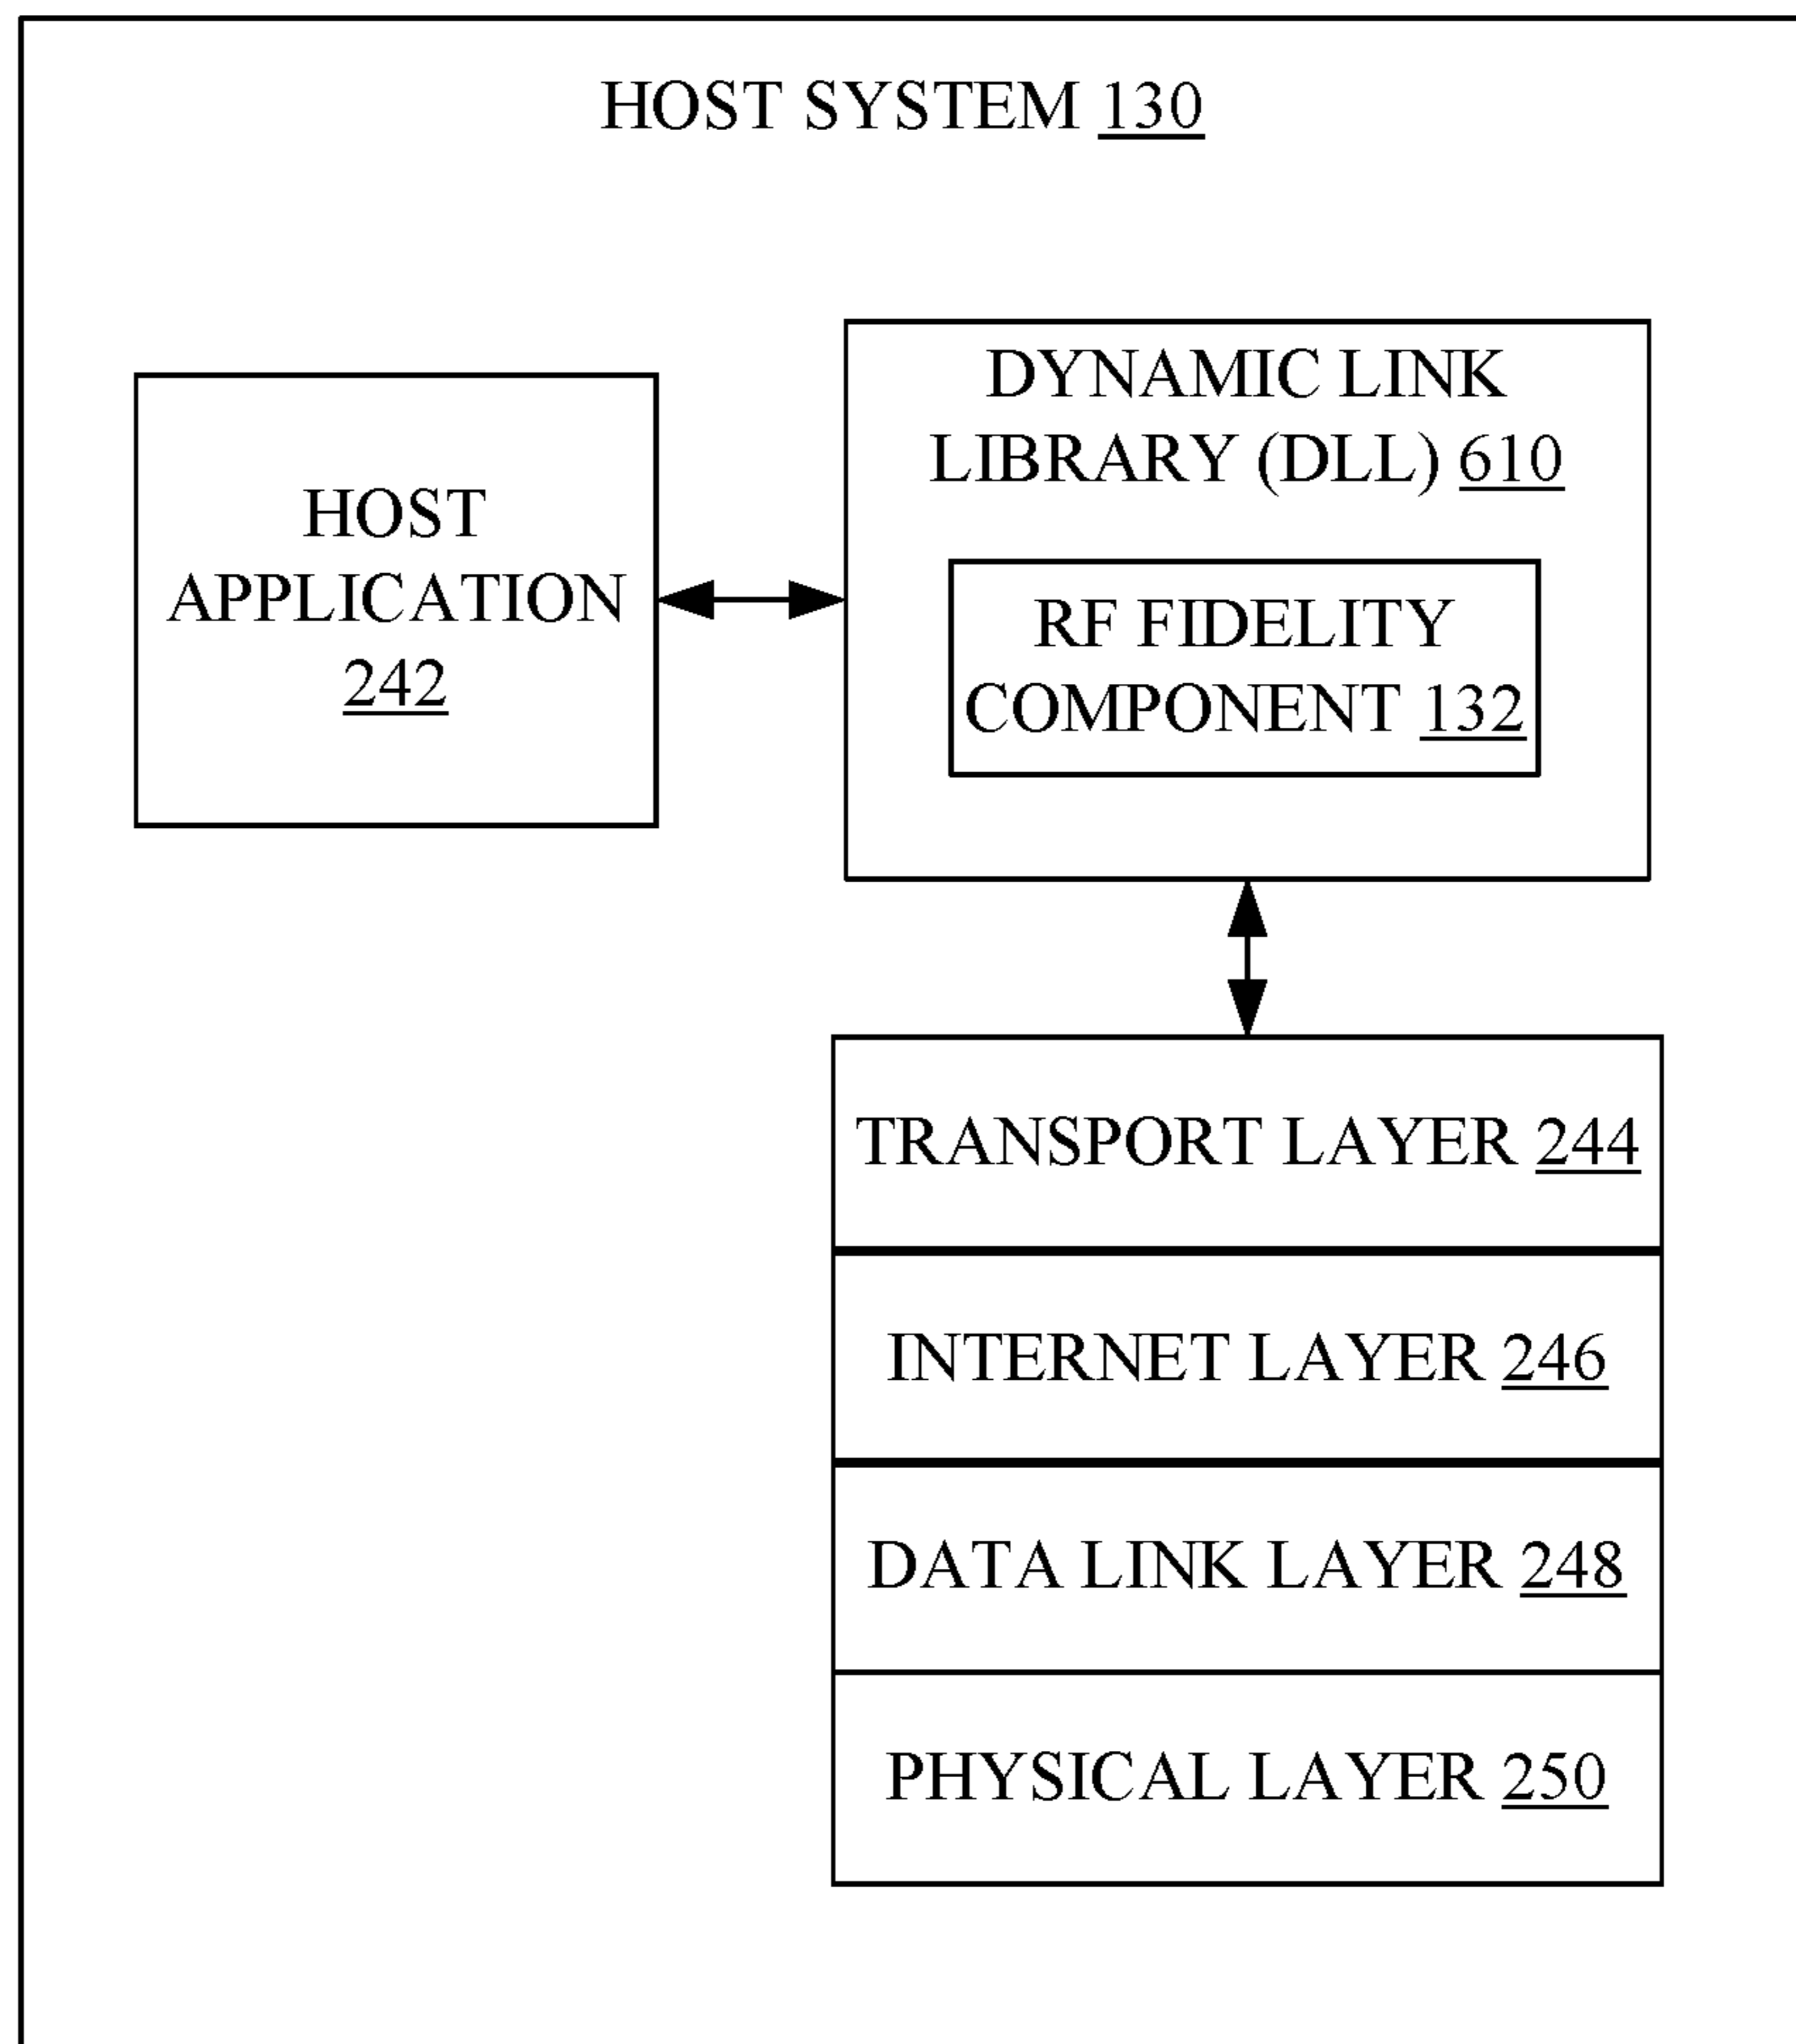 HOST SYSTEM 130
HOST
APPLICATION
242
DYNAMIC LINK
LIBRARY (DLL) 610
RF FIDELITY
COMPONENT 132
TRANSPORT LAYER 244
INTERNET LAYER 246
DATA LINK LAYER 248
PHYSICAL LAYER 250